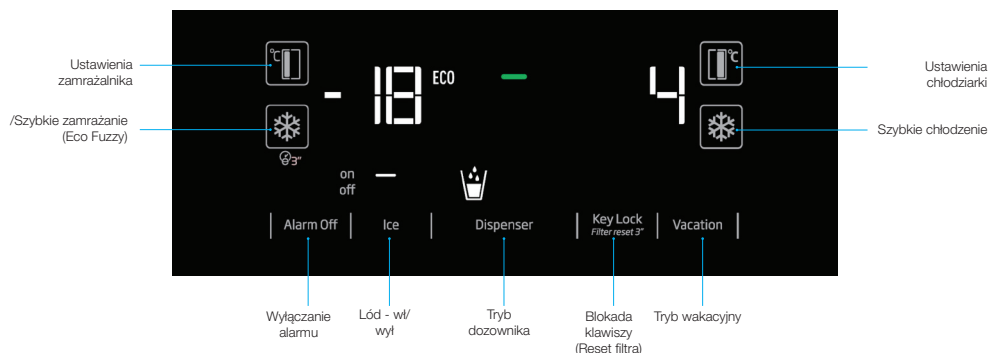 Ustawienia
zamrażalnika
/Szybkie zamrażanie
(Eco Fuzzy)
°C
- 18 ECO
4
°C
3"
on
off
Alarm Off
Ice
Dispenser
Key Lock
Filter reset 3"
Vacation
Ustawienia
chłodziarki
Szybkie chłodzenie
Wyłączanie
alarmu
Lód - wł/
wył
Tryb
dozownika
Blokada
klawiszy
(Reset filtra)
Tryb wakacyjny